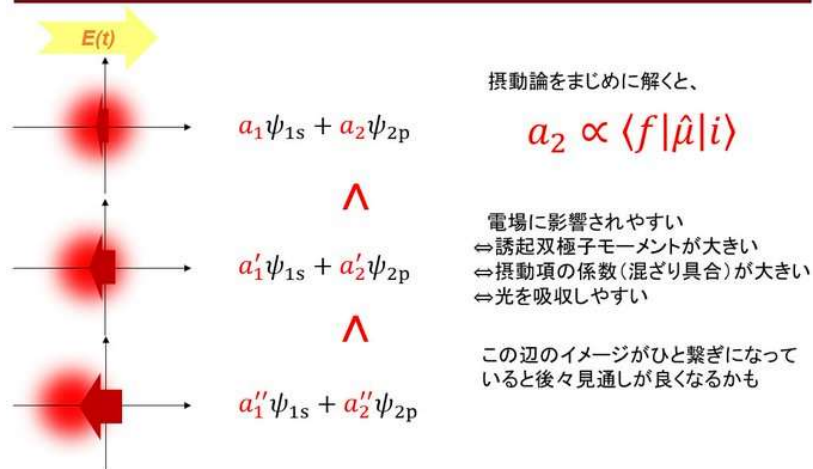 E(t)
a₁ψ₁ₛ + a₂ψ₂ₚ
∧
a′₁ψ₁ₛ + a′₂ψ₂ₚ
∧
a″₁ψ₁ₛ + a″₂ψ₂ₚ
摂動論をまじめに解くと、
a₂ ∝ ⟨f|μ̂|i⟩
電場に影響されやすい
⇔誘起双極子モーメントが大きい
⇔摂動項の係数（混ざり具合）が大きい
⇔光を吸収しやすい
この辺のイメージがひと繋ぎになって
いると後々見通しが良くなるかも